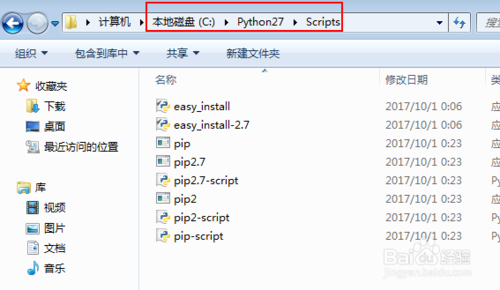 计算机 ▸ 本地磁盘 (C:) ▸ Python27 ▸ Scripts
组织 包含到库中 共享 新建文件夹
收藏夹
下载
桌面
最近访问的位置
库
视频
图片
文档
音乐
名称 修改日期
easy_install 2017/10/1 0:06 应
easy_install-2.7 2017/10/1 0:06 应
pip 2017/10/1 0:23 应
pip2.7 2017/10/1 0:23 应
pip2.7-script 2017/10/1 0:23 Py
pip2 2017/10/1 0:23 应
pip2-script 2017/10/1 0:23 Py
pip-script 2017/10/1 0:23 Py
Baidu 经验
jingyan.baidu.com